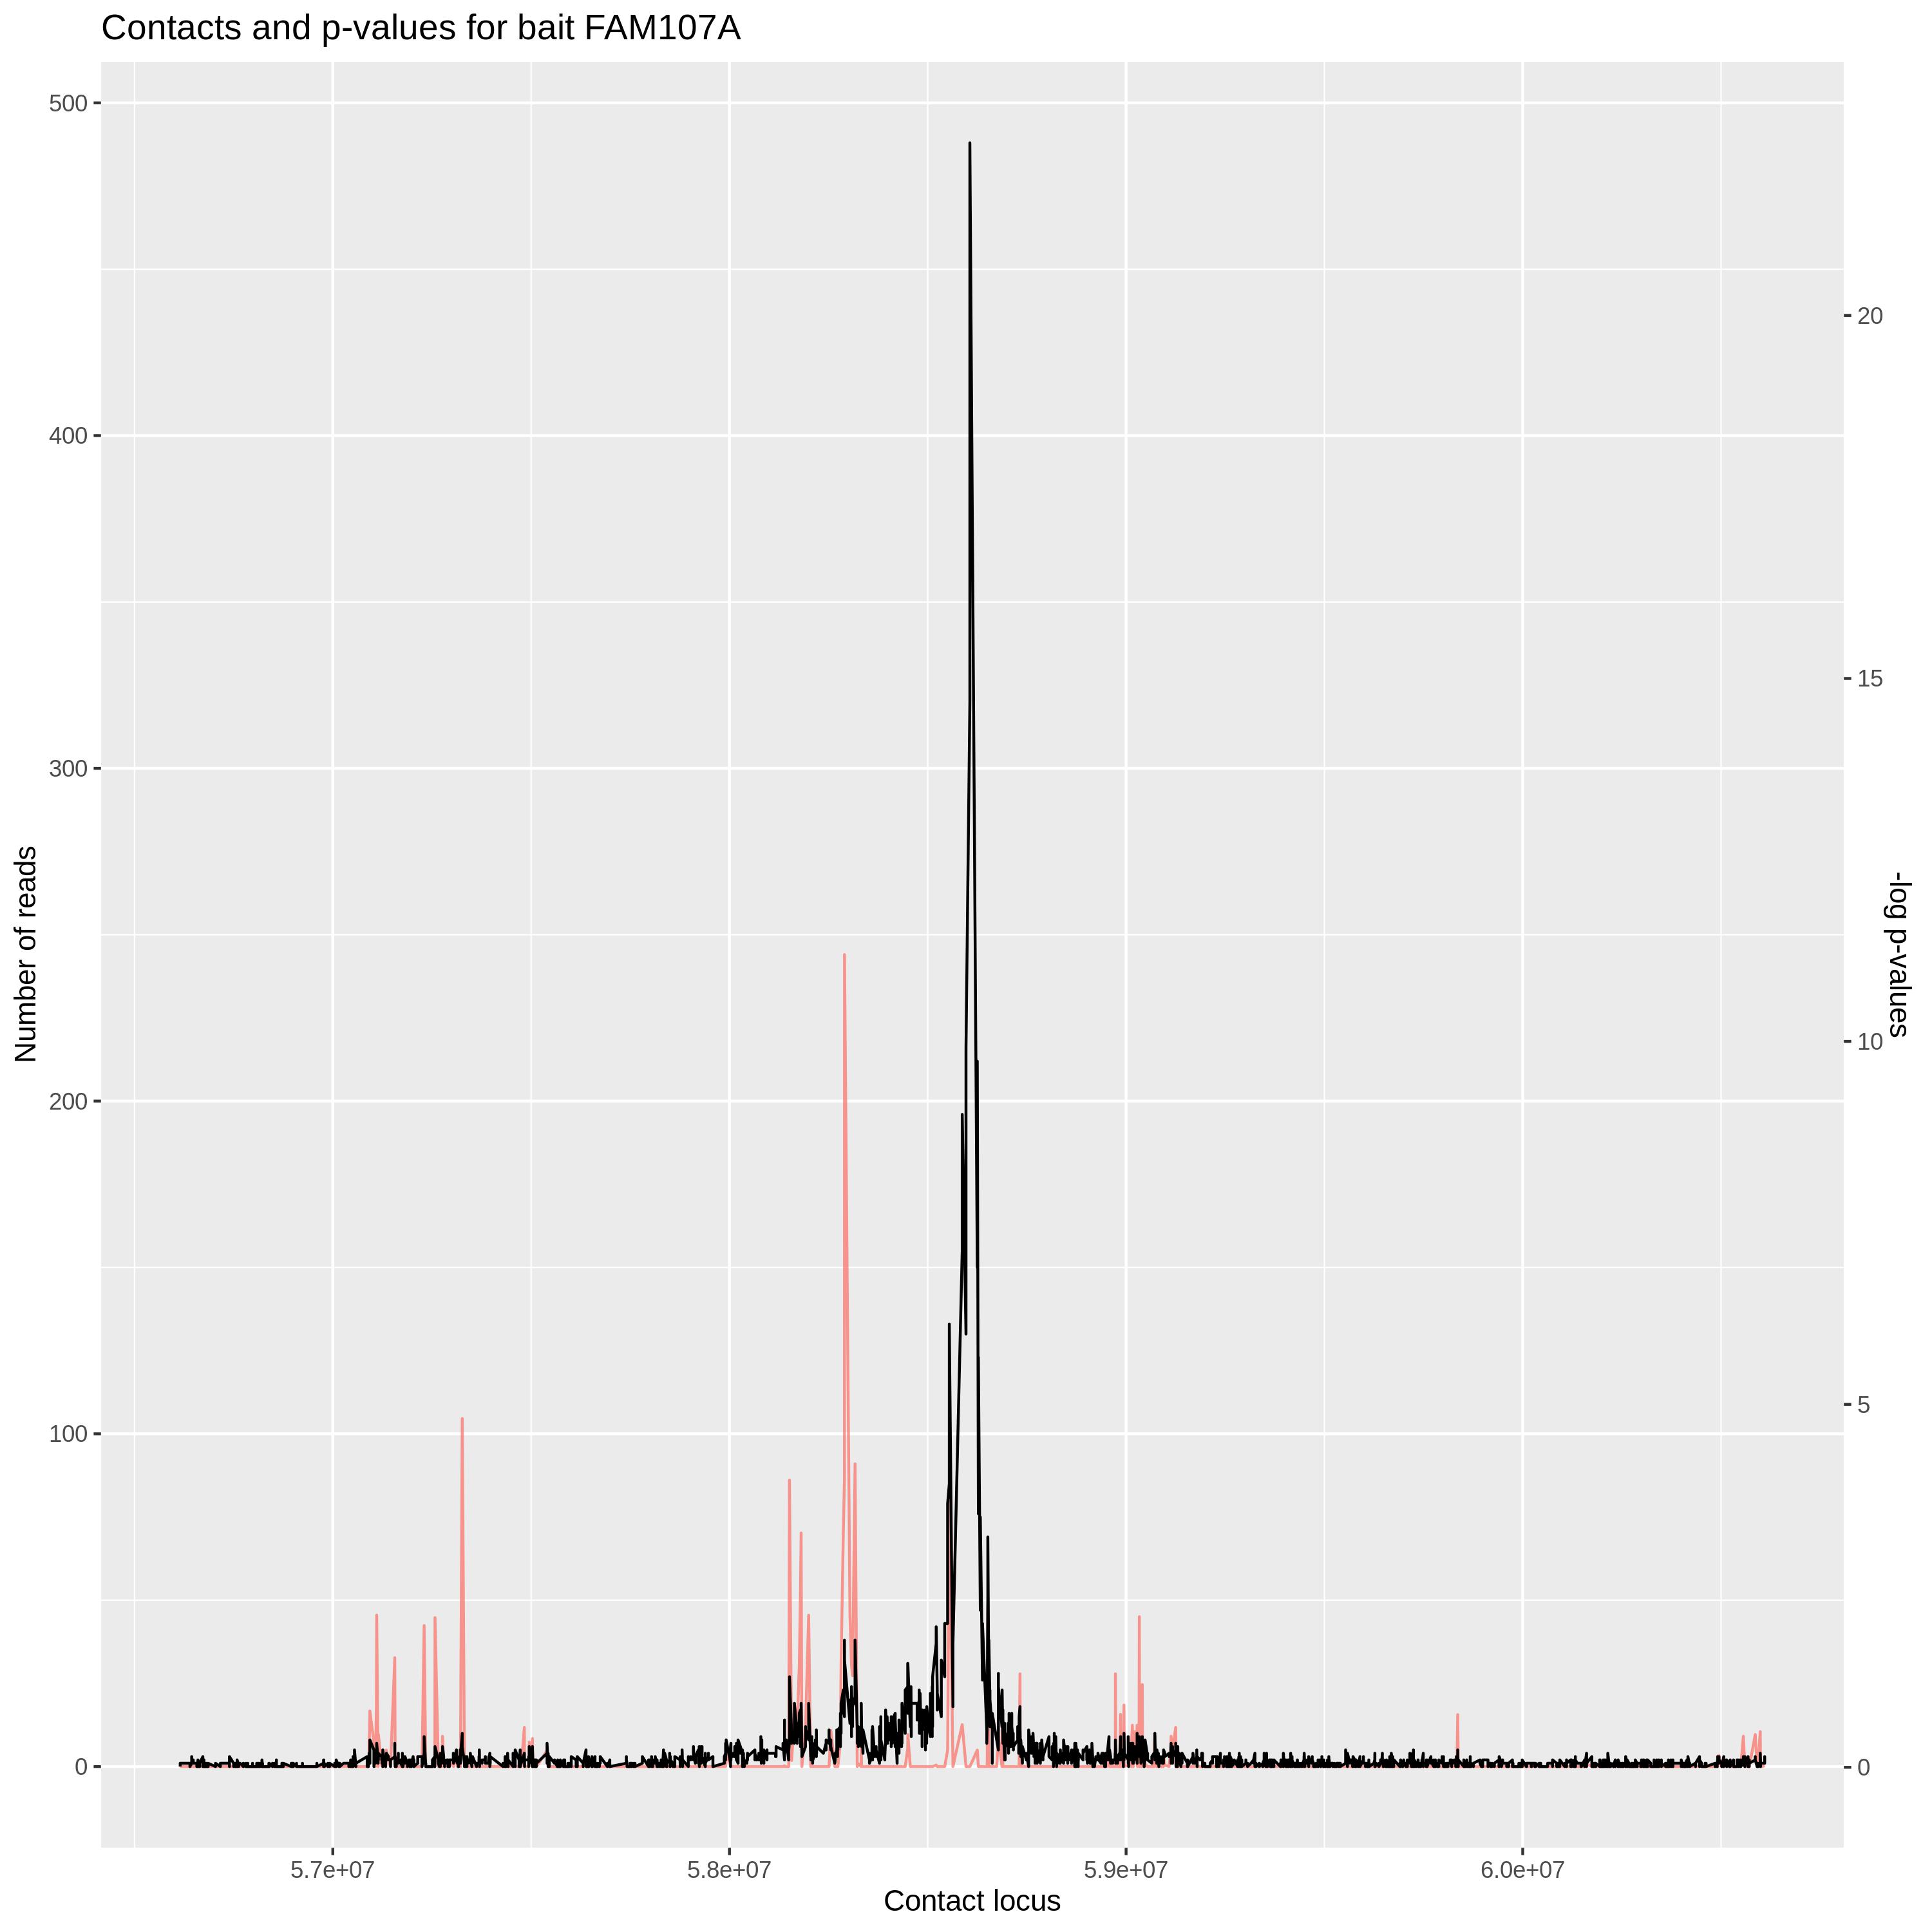 Contacts and p-values for bait FAM107A
500
400
300
200
100
0
Number of reads
20
15
10
5
0
-log p-values
5.7e+07 5.8e+07 5.9e+07 6.0e+07
Contact locus